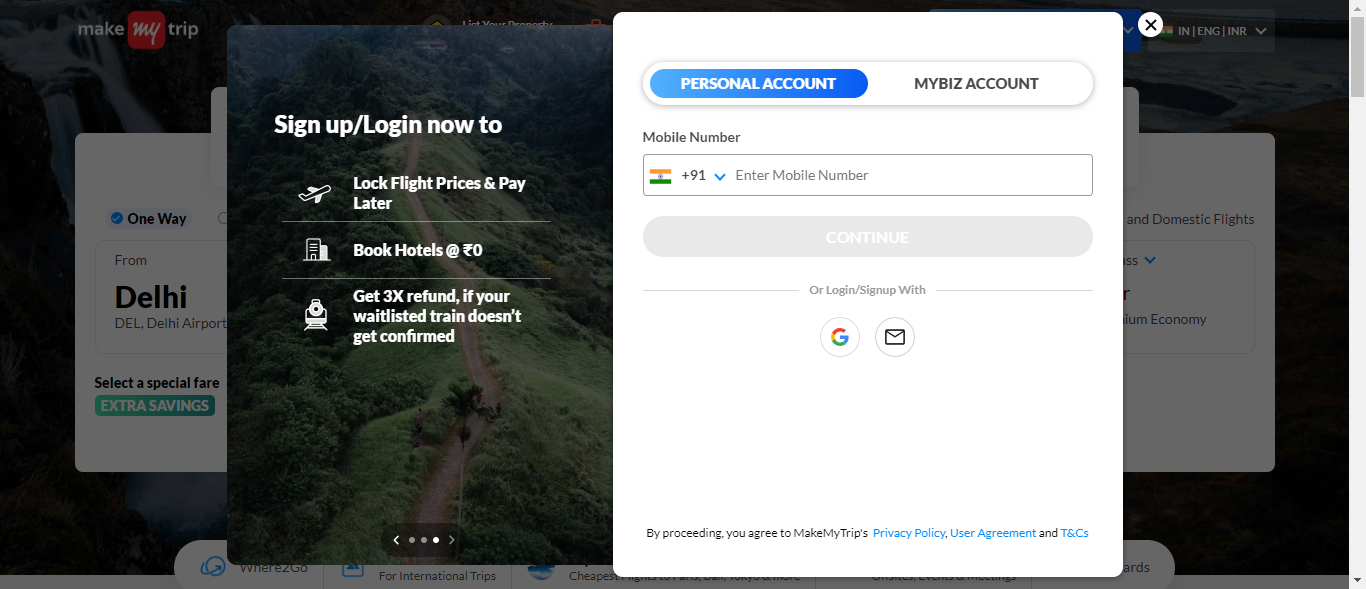 make my trip
List Your Property
IN | ENG | INR
Sign up/Login now to
Lock Flight Prices & Pay
Later
Book Hotels @ ₹0
Get 3X refund, if your
waitlisted train doesn't
get confirmed
PERSONAL ACCOUNT
MYBIZ ACCOUNT
Mobile Number
+91
Enter Mobile Number
CONTINUE
Or Login/Signup With
By proceeding, you agree to MakeMyTrip's Privacy Policy, User Agreement and T&Cs
One Way
From
Delhi
DEL, Delhi Airport
Select a special fare
EXTRA SAVINGS
and Domestic Flights
Economy
Where2Go
For International Trips
Cheapest Flights to Paris, Bali, Tokyo & more
Onsites, Events & Meetings